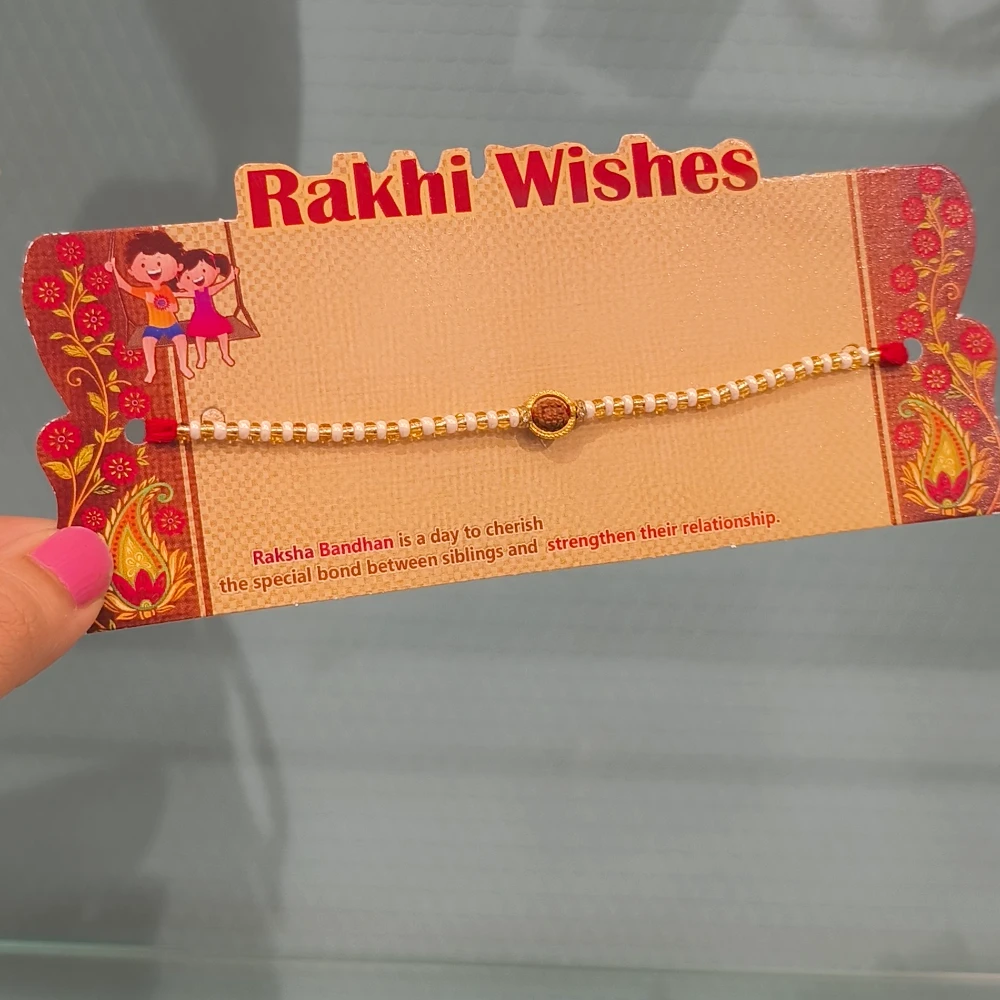 Rakhi Wishes
Raksha Bandhan is a day to cherish
the special bond between siblings and strengthen their relationship.